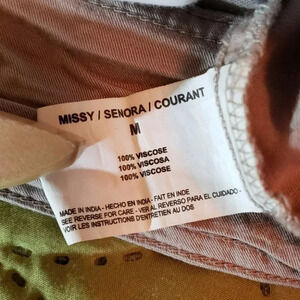 MISSY / SENORA / COURANT
M
100% VISCOSE
100% VISCOSA
100% VISCOSE
MADE IN INDIA - HECHO EN INDIA - FAIT EN INDE
SEE REVERSE FOR CARE - VER AL REVERSO PARA EL CUIDADO -
VOIR LES INSTRUCTIONS D'ENTRETIEN AU DOS